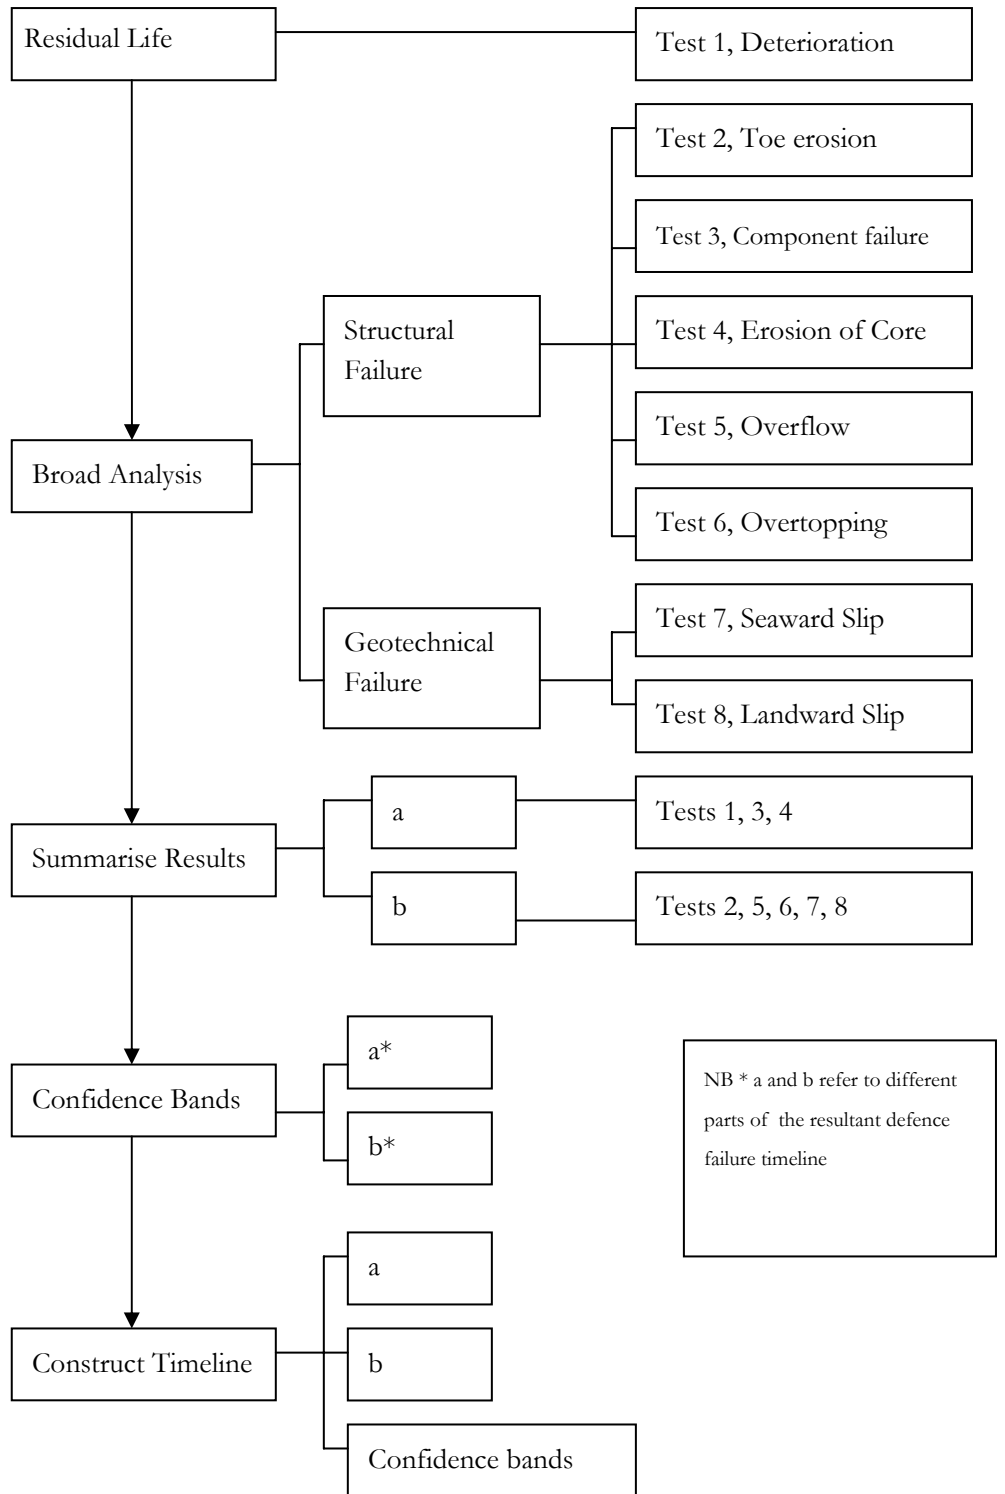 Residual Life
Test 1, Deterioration
Test 2, Toe erosion
Test 3, Component failure
Structural
Failure
Test 4, Erosion of Core
Test 5, Overflow
Broad Analysis
Test 6, Overtopping
Geotechnical
Failure
Test 7, Seaward Slip
Test 8, Landward Slip
Summarise Results
a
Tests 1, 3, 4
b
Tests 2, 5, 6, 7, 8
Confidence Bands
a*
b*
NB * a and b refer to different
parts of the resultant defence
failure timeline
Construct Timeline
a
b
Confidence bands